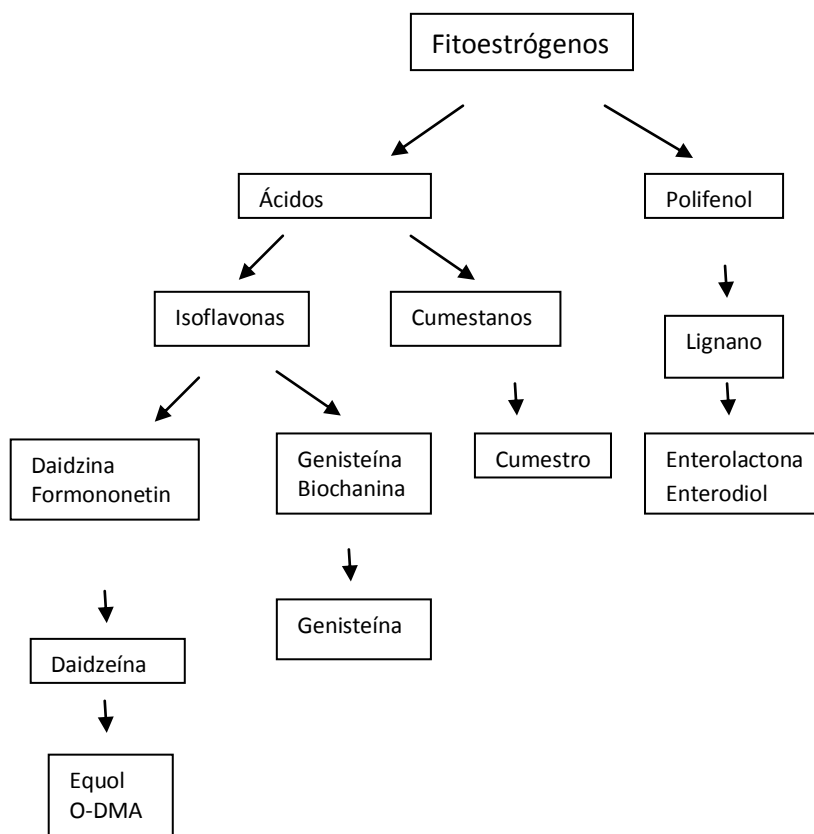 Fitoestrógenos
Ácidos
Polifenol
Isoflavonas
Cumestanos
Lignano
Daidzina
Formononetin
Genisteína
Biochanina
Cumestro
Enterolactona
Enterodiol
Genisteína
Daidzeína
Equol
O-DMA